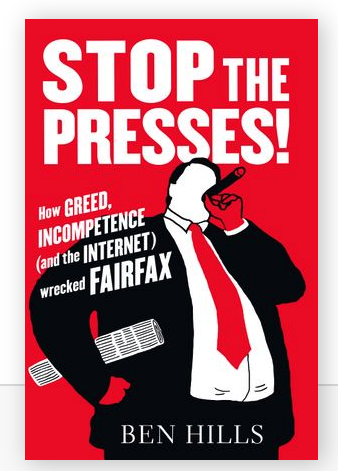 STOP THE
PRESSES!
How GREED,
INCOMPETENCE
(and the INTERNET)
wrecked FAIRFAX
BEN HILLS